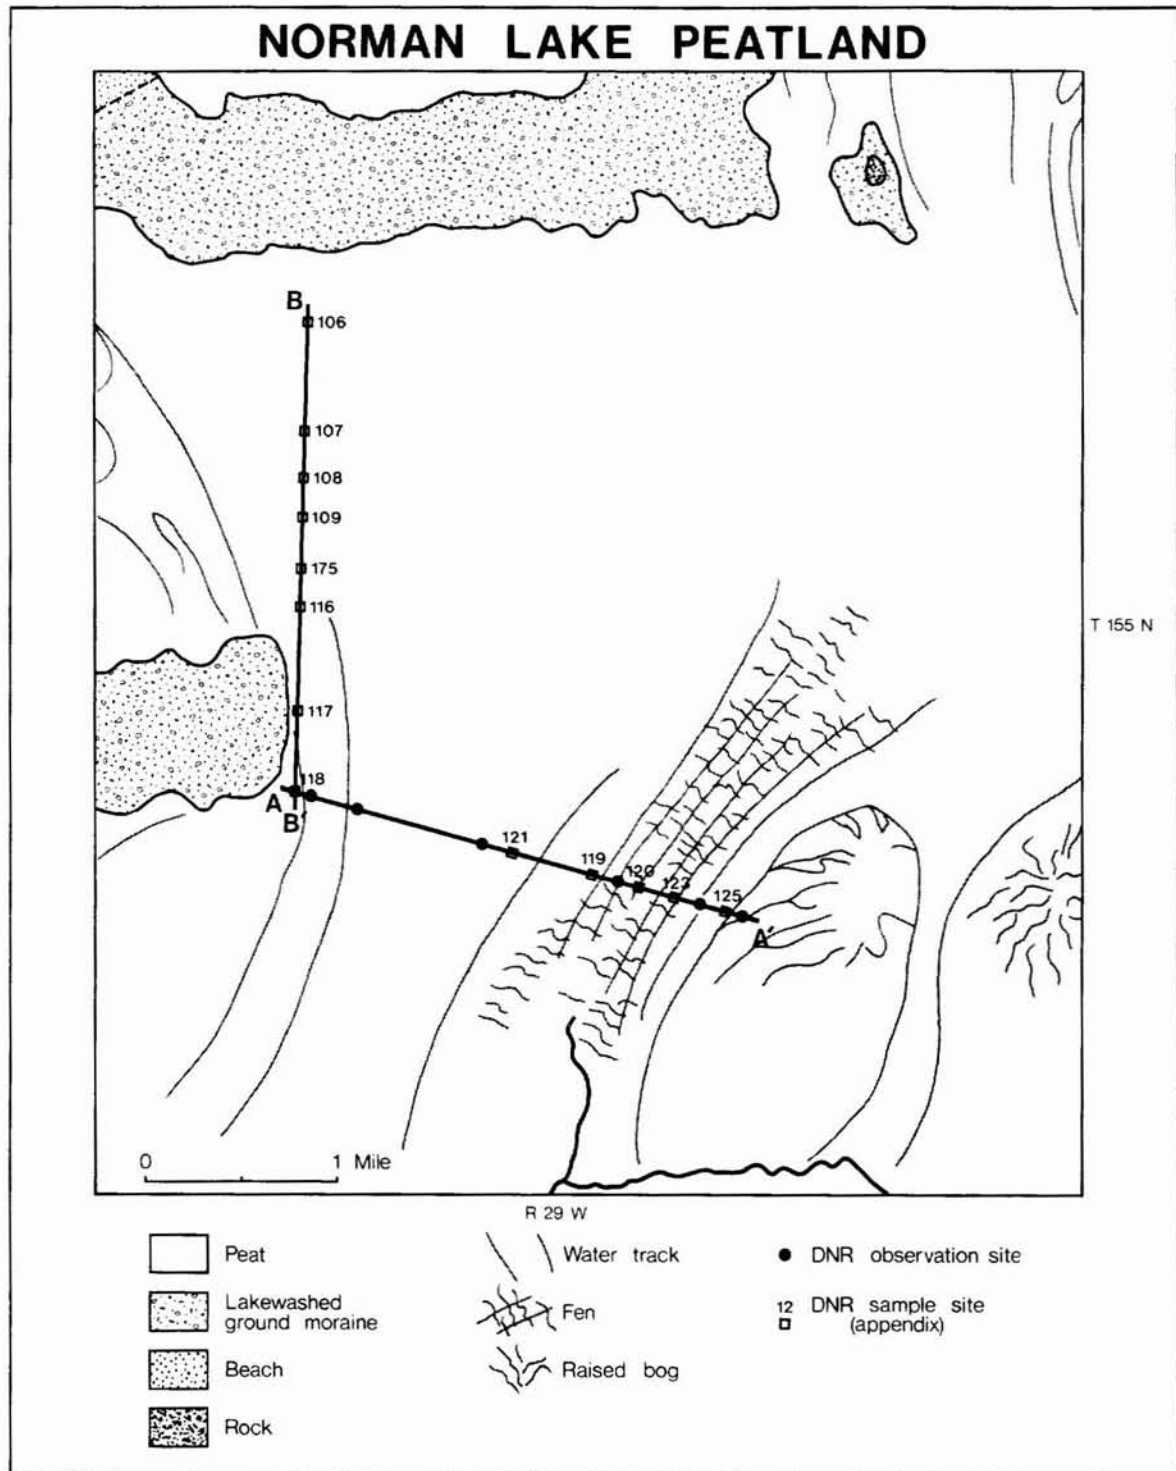 NORMAN LAKE PEATLAND
B
106
107
108
109
175
116
T 155 N
117
118
A
B'
121
119
120
123
125
A'
0 1 Mile
R 29 W
Peat
Lakewashed
ground moraine
Beach
Rock
Water track
Fen
Raised bog
DNR observation site
12 DNR sample site
(appendix)